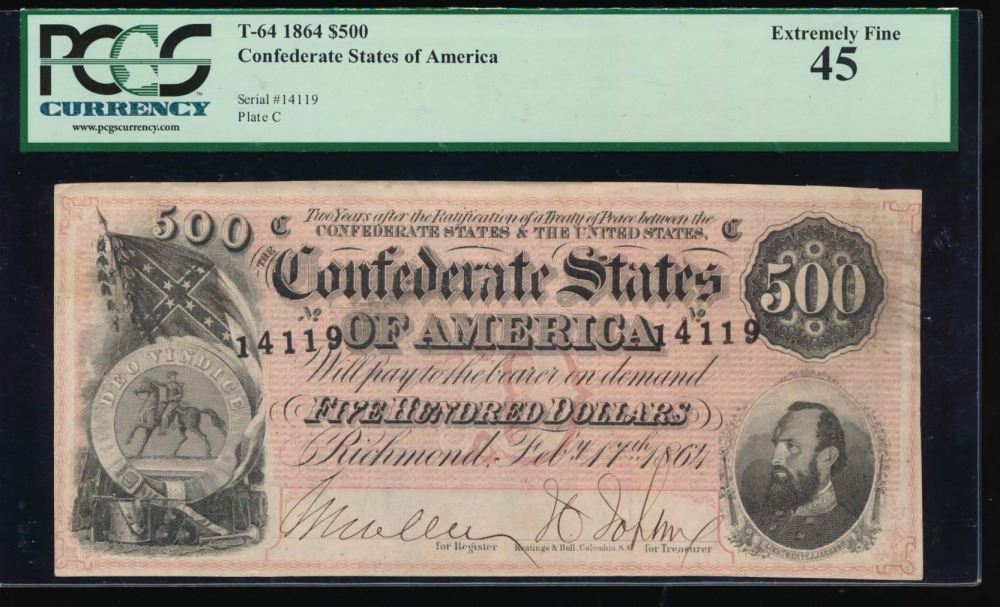 PCGS
CURRENCY
www.pcgscurrency.com
T-64 1864 $500
Confederate States of America
Serial #14119
Plate C
Extremely Fine
45
500 C Two Years after the Ratification of a Treaty of Peace between the C
CONFEDERATE STATES & THE UNITED STATES,
THE Confederate States 500
No No
14119 OF AMERICA 14119
DEO VINDICE
Will pay to the bearer on demand
FIVE HUNDRED DOLLARS
Richmond, Feby. 17th 1864
for Register Keatinge & Ball, Columbia S.C. for Treasurer